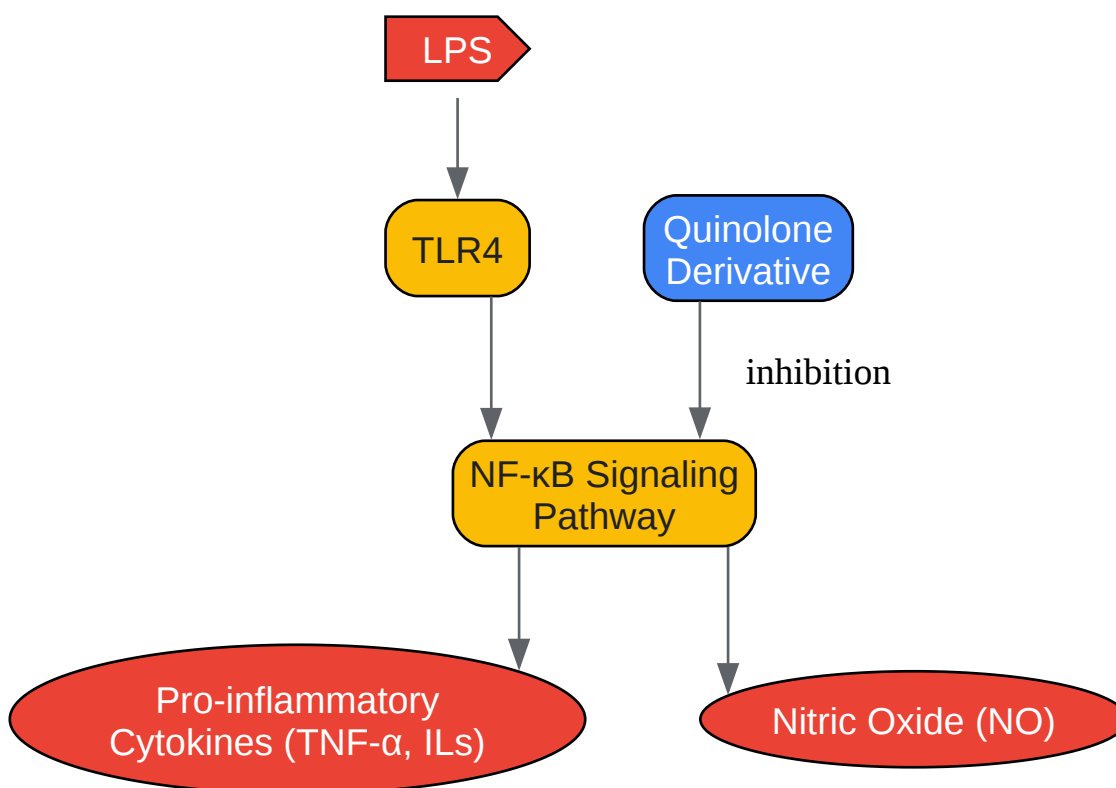 LPS
TLR4
Quinolone
Derivative
inhibition
NF-κB Signaling
Pathway
Pro-inflammatory
Cytokines (TNF-α, ILs)
Nitric Oxide (NO)